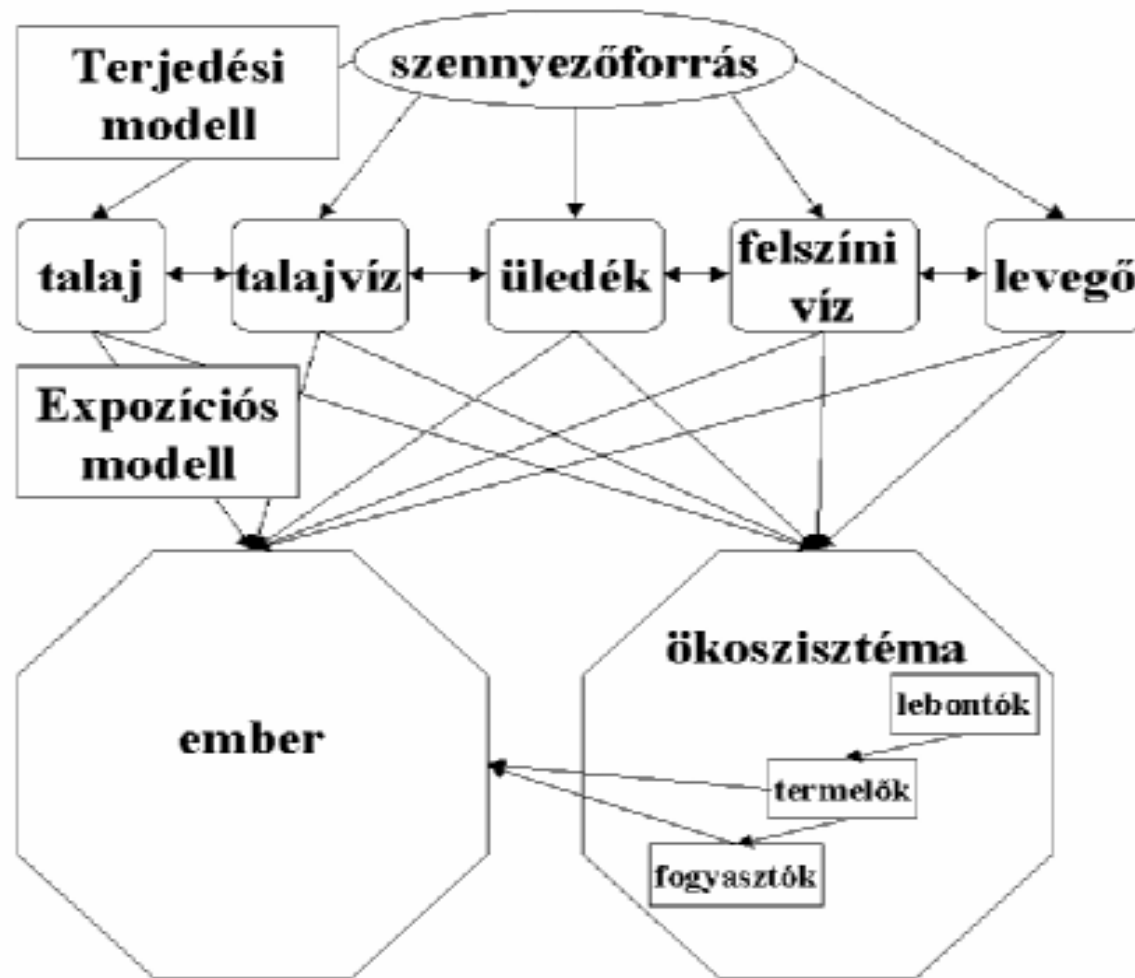 Terjedési
modell
szennyezőforrás
talaj
talajvíz
üledék
felszíni
víz
levegő
Expozíciós
modell
ember
ökoszisztéma
lebontók
termelők
fogyasztók